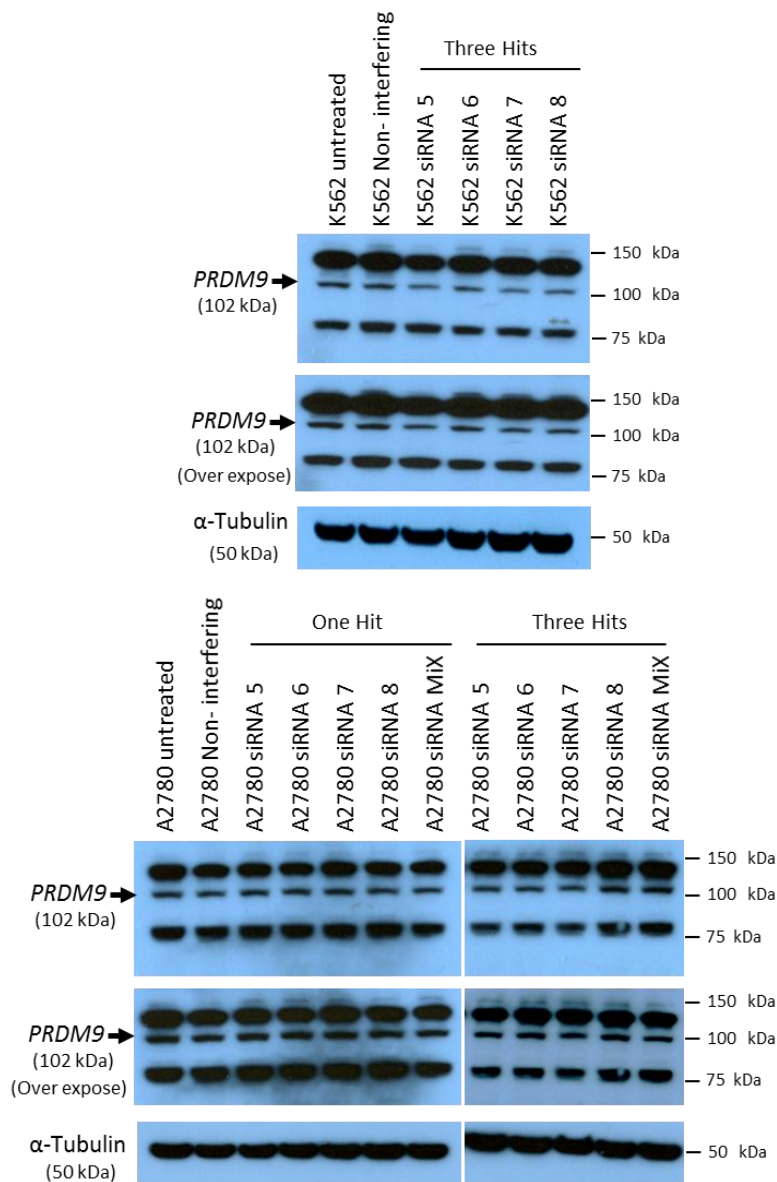 Three Hits
K562 untreated
K562 Non- interfering
K562 siRNA 5
K562 siRNA 6
K562 siRNA 7
K562 siRNA 8
150 kDa
PRDM9
(102 kDa)
100 kDa
75 kDa
150 kDa
PRDM9
(102 kDa)
(Over expose)
100 kDa
75 kDa
α-Tubulin
(50 kDa)
50 kDa
One Hit
Three Hits
A2780 untreated
A2780 Non- interfering
A2780 siRNA 5
A2780 siRNA 6
A2780 siRNA 7
A2780 siRNA 8
A2780 siRNA MiX
A2780 siRNA 5
A2780 siRNA 6
A2780 siRNA 7
A2780 siRNA 8
A2780 siRNA MiX
150 kDa
PRDM9
(102 kDa)
100 kDa
75 kDa
150 kDa
PRDM9
(102 kDa)
(Over expose)
100 kDa
75 kDa
α-Tubulin
(50 kDa)
50 kDa